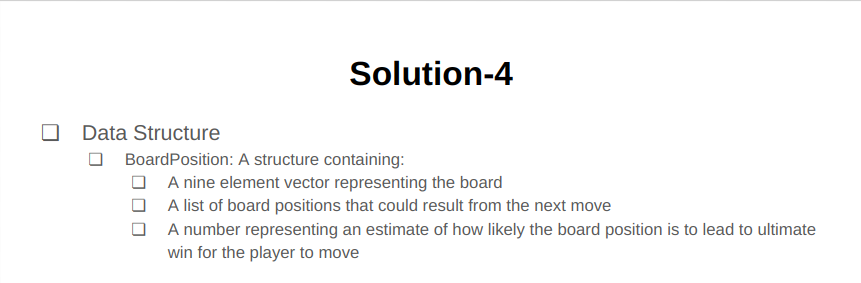 Solution-4
❏ Data Structure
❏ BoardPosition: A structure containing:
❏ A nine element vector representing the board
❏ A list of board positions that could result from the next move
❏ A number representing an estimate of how likely the board position is to lead to ultimate
win for the player to move